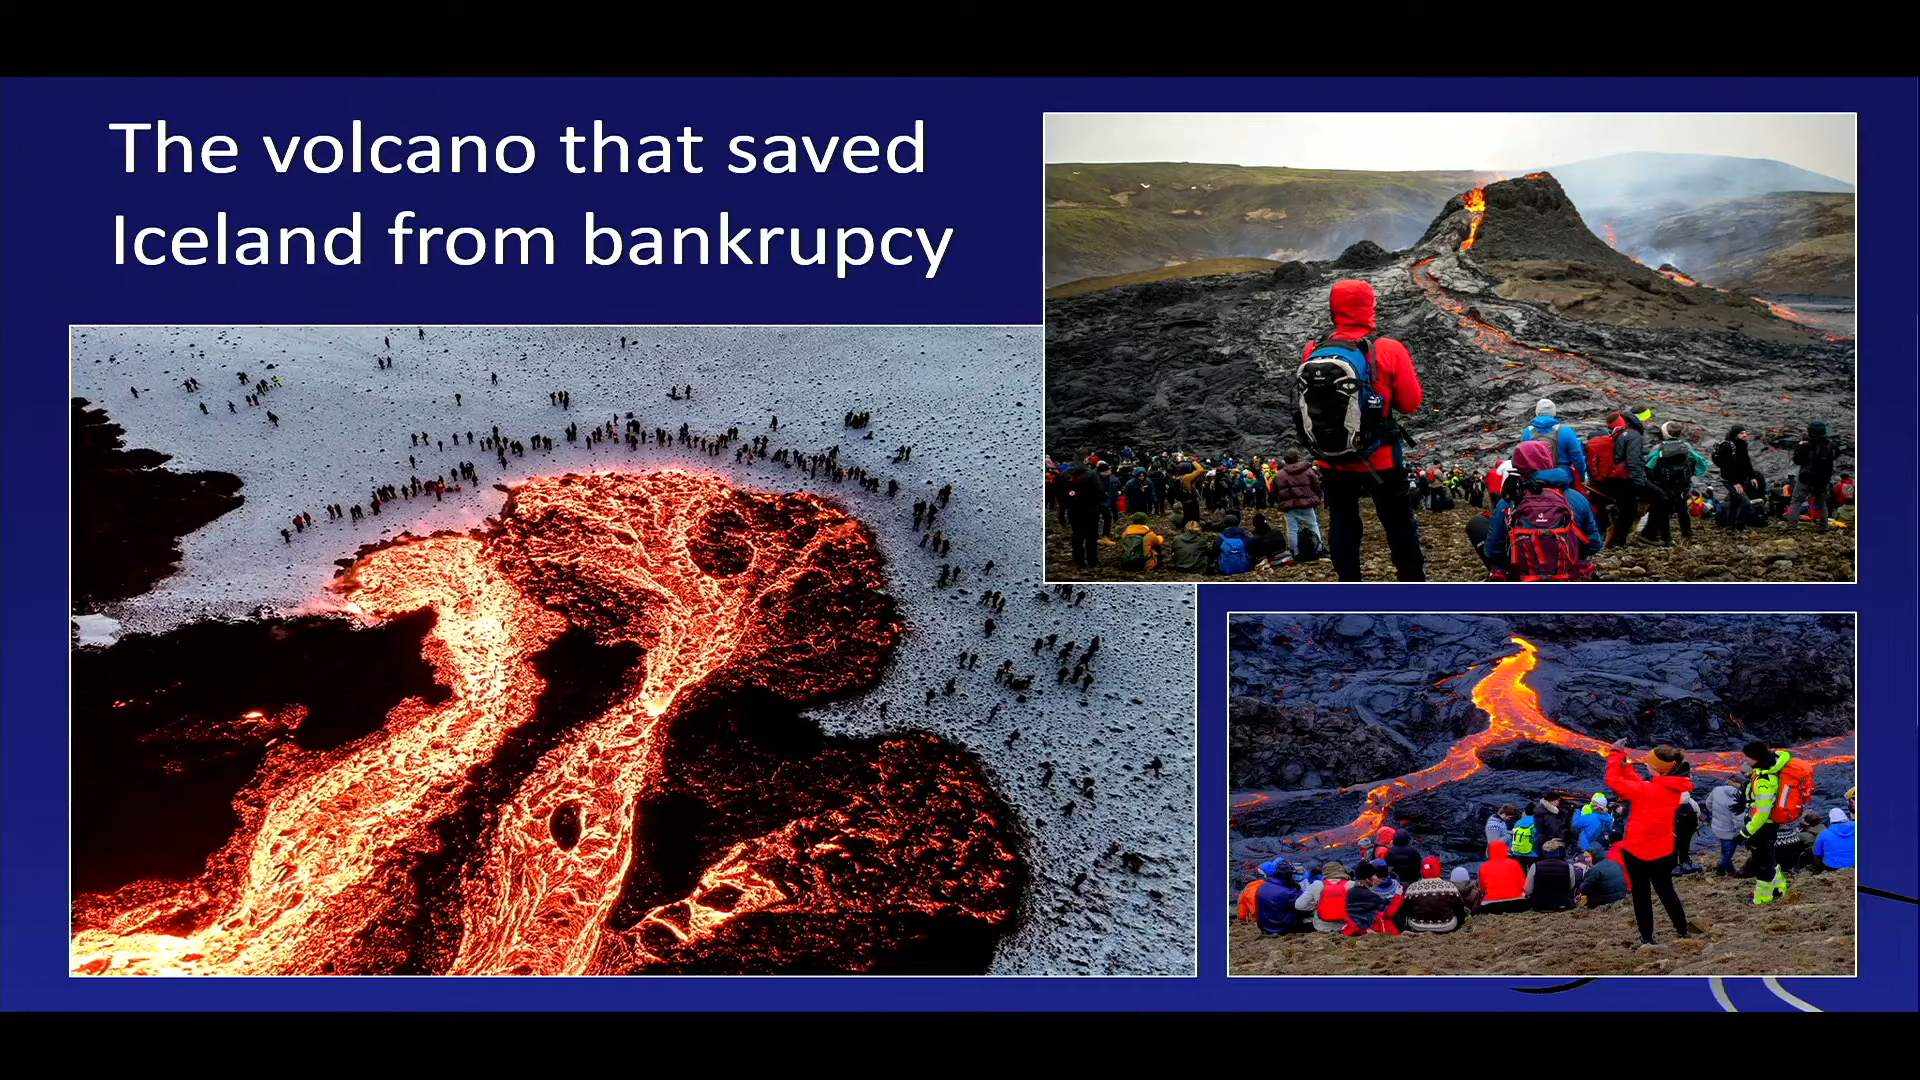 The volcano that saved
Iceland from bankrupcy